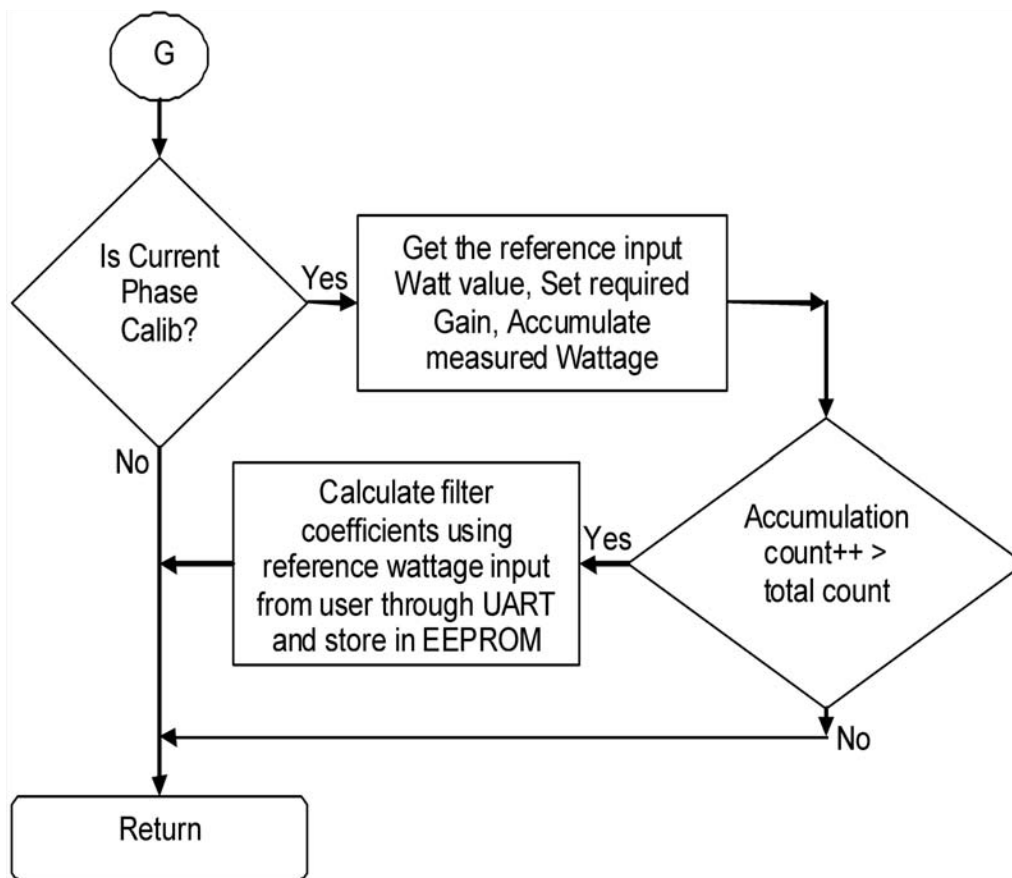 G
Is Current
Phase
Calib?
Yes
Get the reference input
Watt value, Set required
Gain, Accumulate
measured Wattage
No
Calculate filter
coefficients using
reference wattage input
from user through UART
and store in EEPROM
Yes
Accumulation
count++ >
total count
No
Return